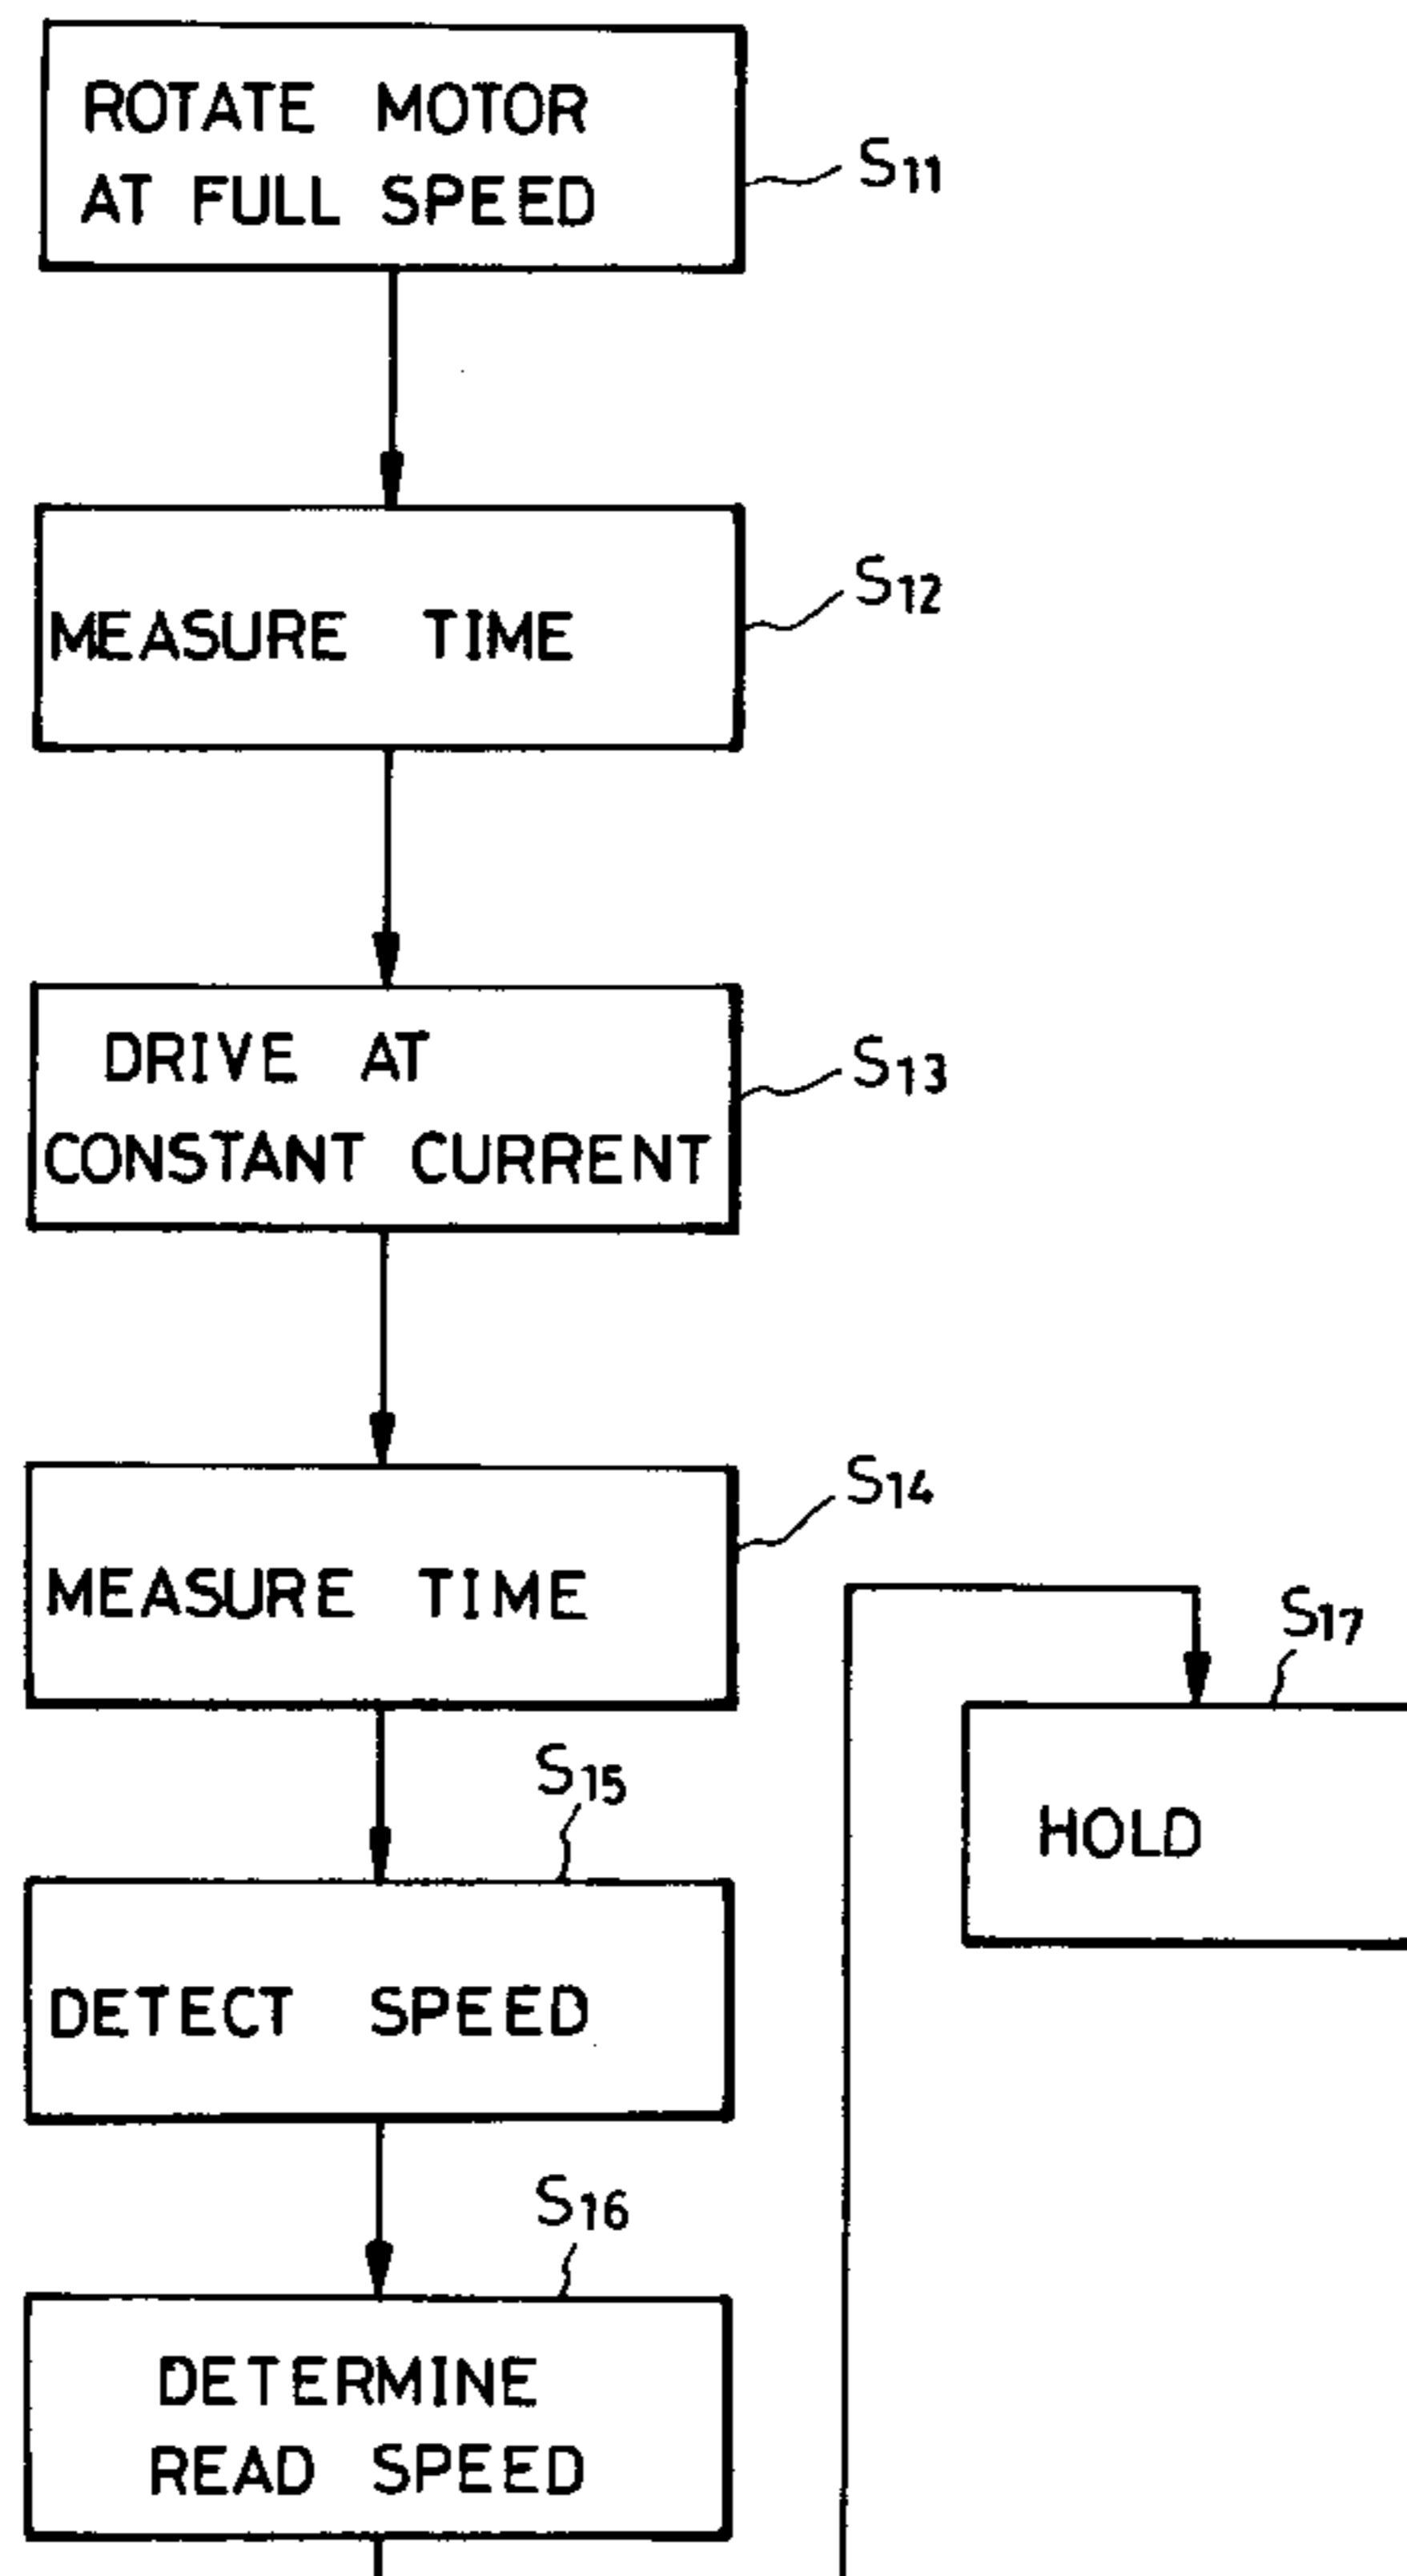 ROTATE MOTOR
AT FULL SPEED
S11
MEASURE TIME
S12
DRIVE AT
CONSTANT CURRENT
S13
MEASURE TIME
S14
S15
DETECT SPEED
S16
DETERMINE
READ SPEED
S17
HOLD